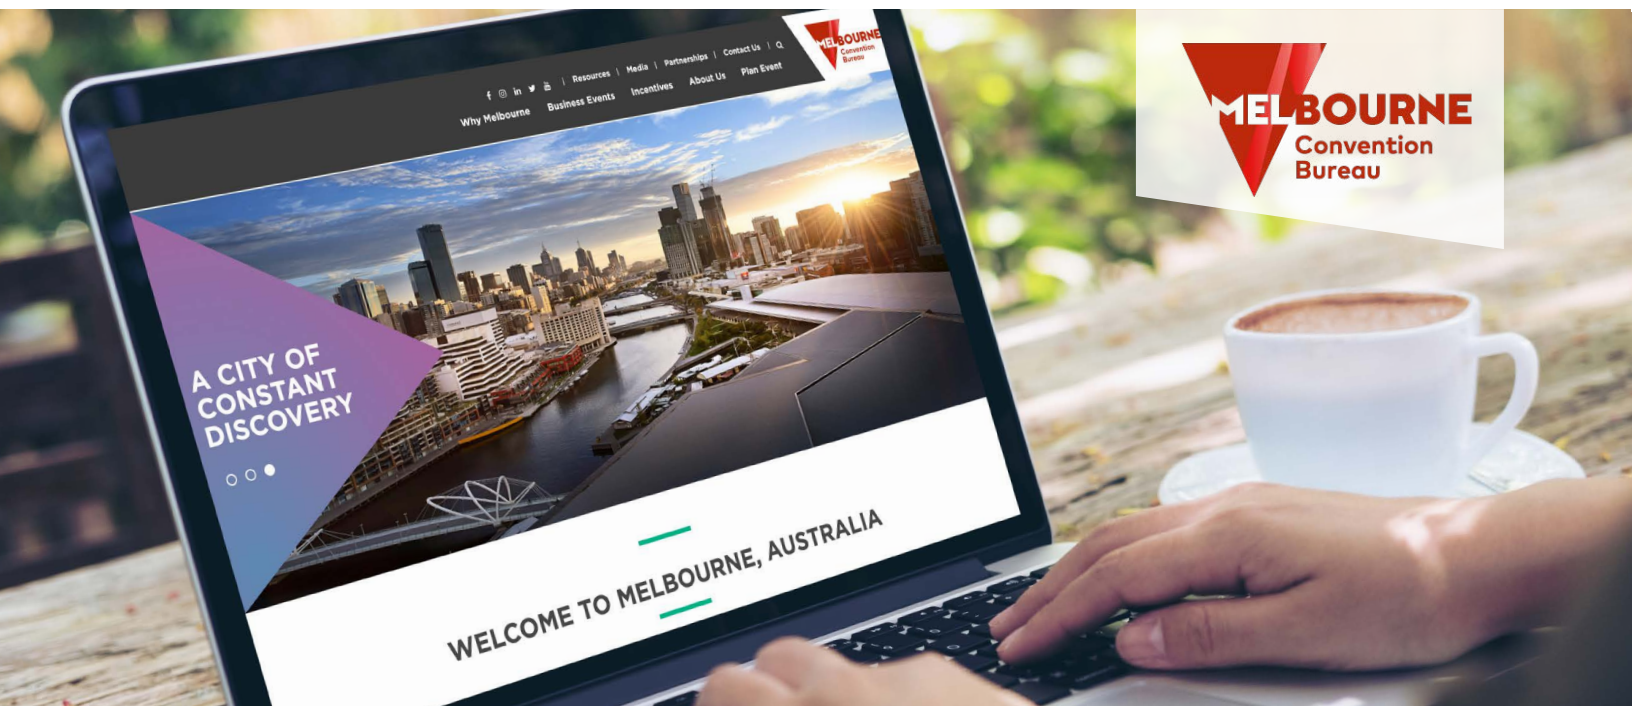 Resources | Media | Partnerships | Contact Us |
Why Melbourne Business Events Incentives About Us Plan Event
MELBOURNE
Convention
Bureau
A CITY OF
CONSTANT
DISCOVERY
WELCOME TO MELBOURNE, AUSTRALIA
MELBOURNE
Convention
Bureau